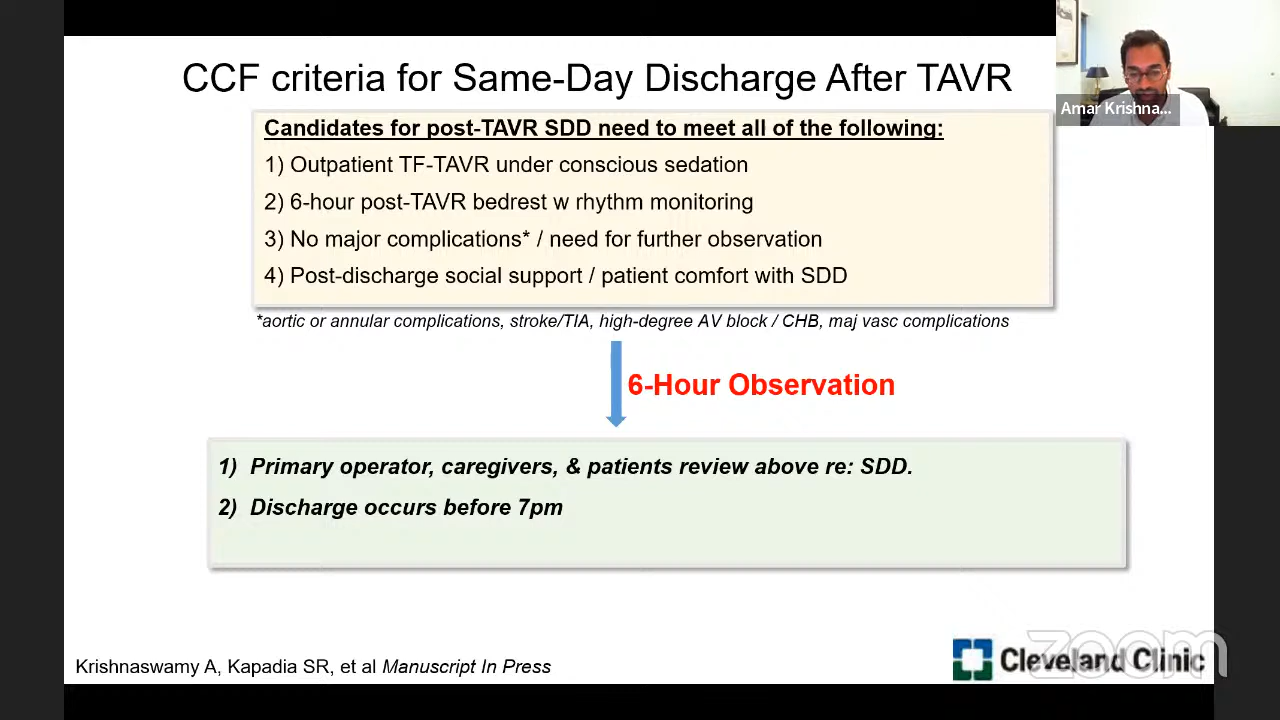 CCF criteria for Same-Day Discharge After TAVR
Amar Krishna...
Candidates for post-TAVR SDD need to meet all of the following:
1) Outpatient TF-TAVR under conscious sedation
2) 6-hour post-TAVR bedrest w rhythm monitoring
3) No major complications* / need for further observation
4) Post-discharge social support / patient comfort with SDD
*aortic or annular complications, stroke/TIA, high-degree AV block / CHB, maj vasc complications
6-Hour Observation
1) Primary operator, caregivers, & patients review above re: SDD.
2) Discharge occurs before 7pm
Krishnaswamy A, Kapadia SR, et al Manuscript In Press
Cleveland Clinic
zoom